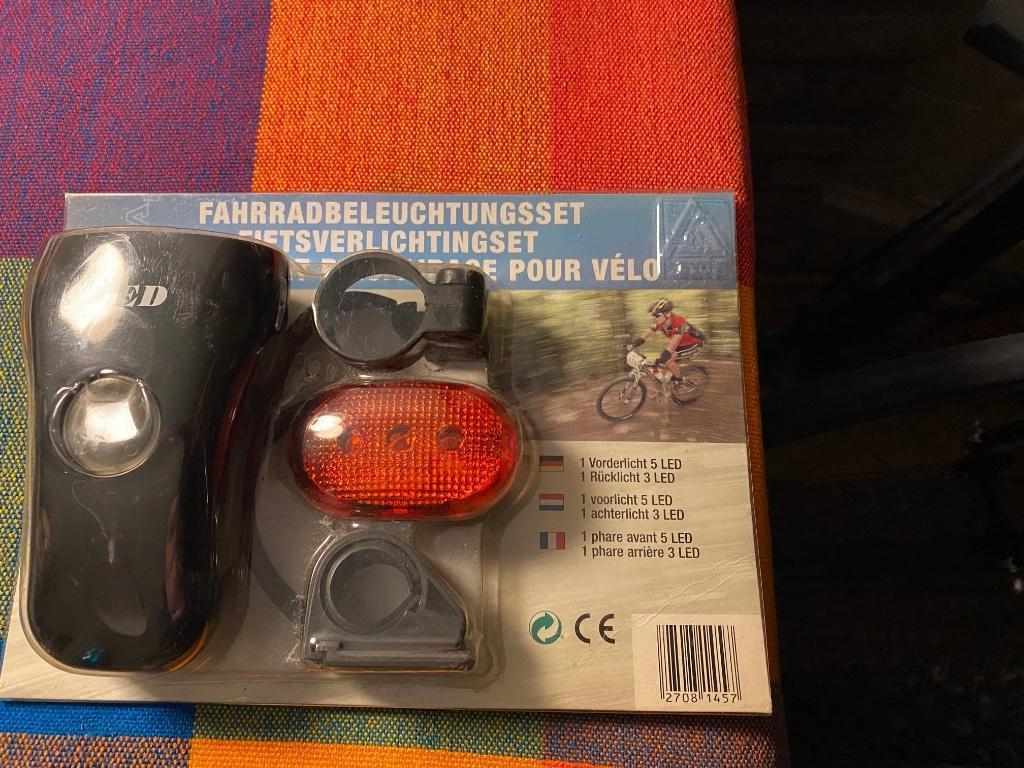 FAHRRADBELEUCHTUNGSSET
FIETSVERLICHTINGSET
POUR VÉLO
ED
1 Vorderlicht 5 LED
1 Rücklicht 3 LED
1 voorlicht 5 LED
1 achterlicht 3 LED
1 phare avant 5 LED
1 phare arrière 3 LED
CE
2708 1457